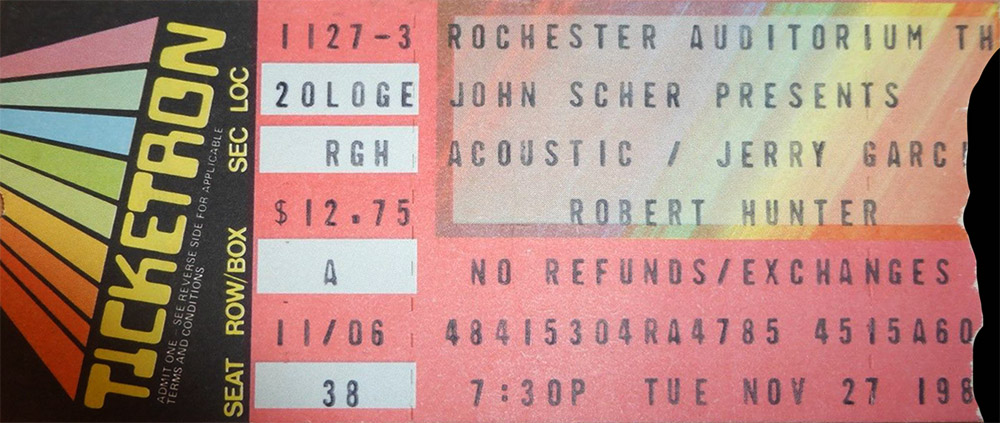 TICKETRON
ADMIT ONE — SEE REVERSE SIDE FOR APPLICABLE
TERMS AND CONDITIONS
SEAT ROW/BOX SEC LOC
1127-3
20LOGE
RGH
$12.75
A
11/06
38
ROCHESTER AUDITORIUM TH
JOHN SCHER PRESENTS
ACOUSTIC / JERRY GARCI
ROBERT HUNTER
NO REFUNDS/EXCHANGES
48415304RA4785 4515A60
7:30P TUE NOV 27 198